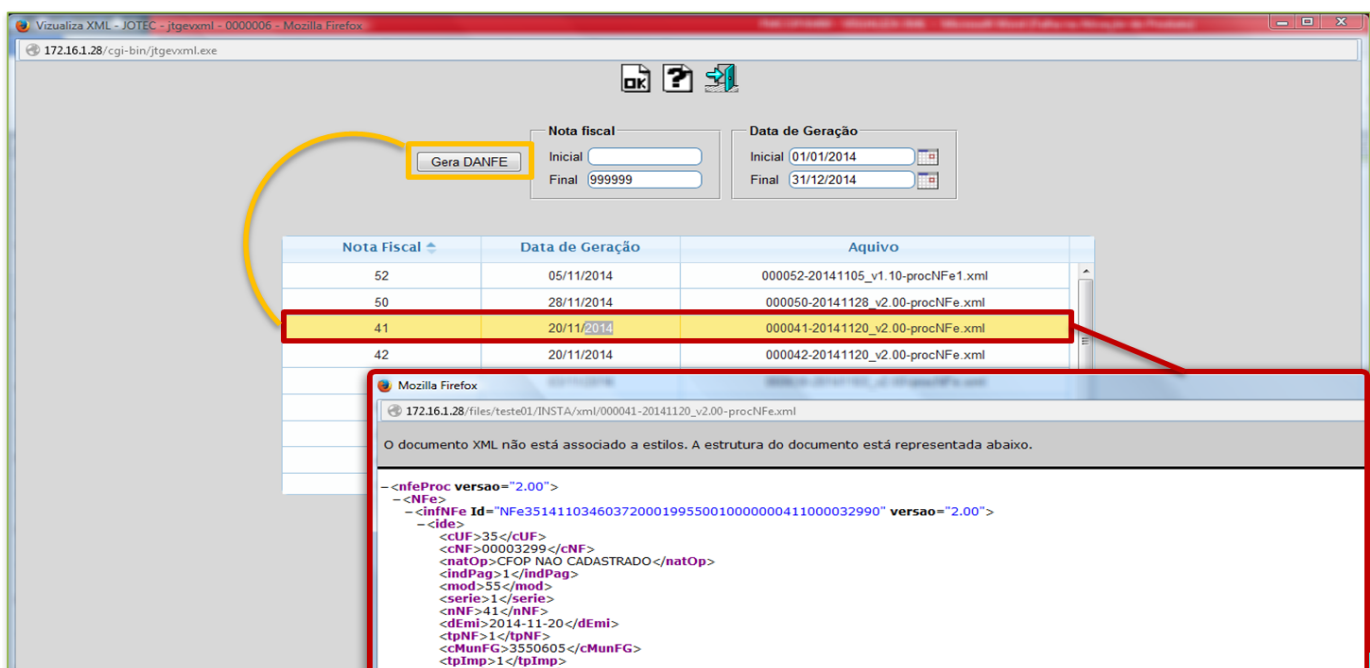 Vizualiza XML - JOTEC - jtgevxml - 0000006 - Mozilla Firefox
172.16.1.28/cgi-bin/jtgevxml.exe
OK ?
Nota fiscal Data de Geração
Gera DANFE Inicial Inicial 01/01/2014
Final 999999 Final 31/12/2014
Nota Fiscal Data de Geração Aquivo
52 05/11/2014 000052-20141105_v1.10-procNFe1.xml
50 28/11/2014 000050-20141128_v2.00-procNFe.xml
41 20/11/2014 000041-20141120_v2.00-procNFe.xml
42 20/11/2014 000042-20141120_v2.00-procNFe.xml
Mozilla Firefox
172.16.1.28/files/teste01/INSTA/xml/000041-20141120_v2.00-procNFe.xml
O documento XML não está associado a estilos. A estrutura do documento está representada abaixo.
-<nfeProc versao="2.00">
-<NFe>
-<infNFe Id="NFe35141103460372000199550010000000411000032990" versao="2.00">
-<ide>
<cUF>35</cUF>
<cNF>00003299</cNF>
<natOp>CFOP NAO CADASTRADO</natOp>
<indPag>1</indPag>
<mod>55</mod>
<serie>1</serie>
<nNF>41</nNF>
<dEmi>2014-11-20</dEmi>
<tpNF>1</tpNF>
<cMunFG>3550605</cMunFG>
<tpImp>1</tpImp>